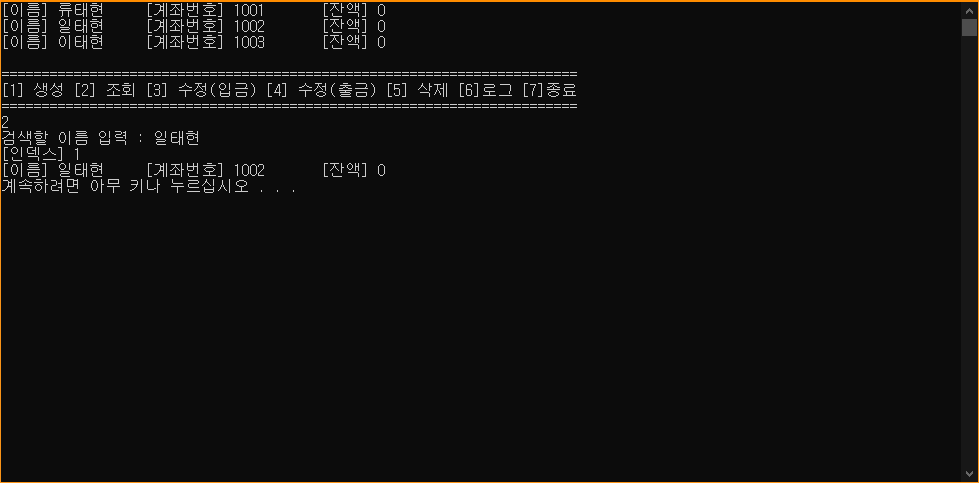 [이름] 류태현 [계좌번호] 1001 [잔액] 0
[이름] 일태현 [계좌번호] 1002 [잔액] 0
[이름] 이태현 [계좌번호] 1003 [잔액] 0
========================================================================
[1] 생성 [2] 조회 [3] 수정(입금) [4] 수정(출금) [5] 삭제 [6]로그 [7]종료
========================================================================
2
검색할 이름 입력 : 일태현
[인덱스] 1
[이름] 일태현 [계좌번호] 1002 [잔액] 0
계속하려면 아무 키나 누르십시오 . . .